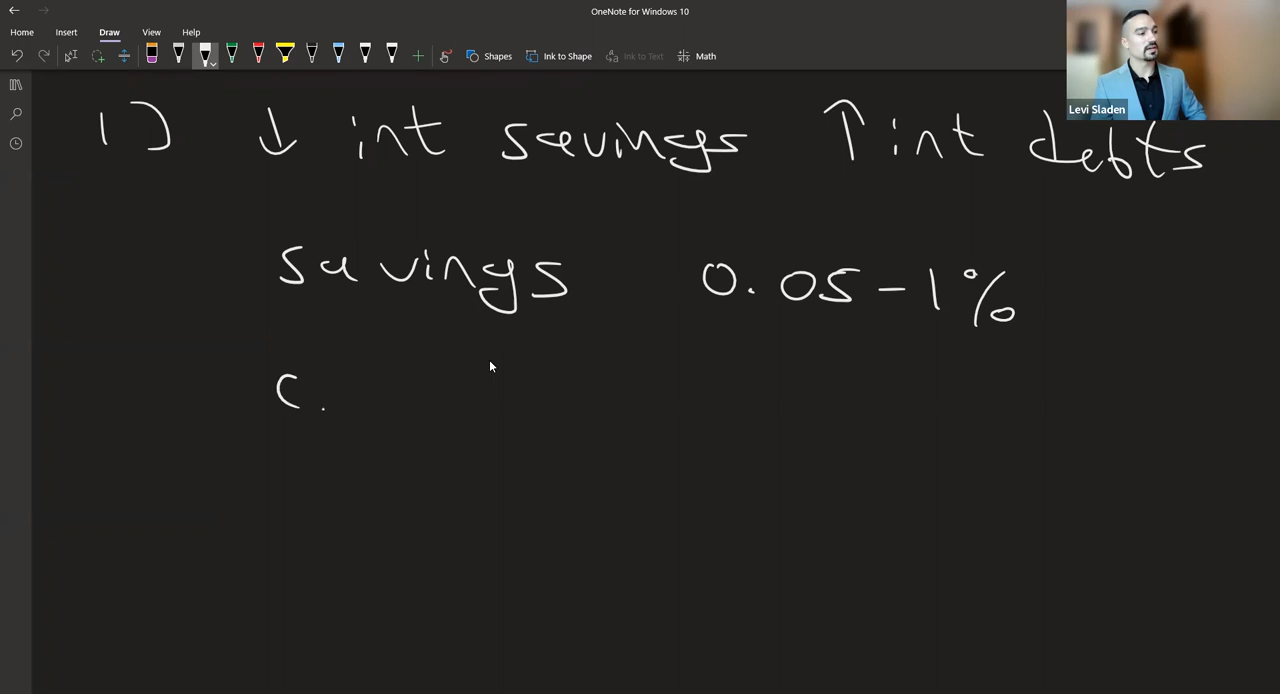 OneNote for Windows 10
Home Insert Draw View Help
Shapes Ink to Shape Ink to Text Math
Levi Sladen
1) ↓ int savings ↑ int debts
savings 0.05-1%
C.